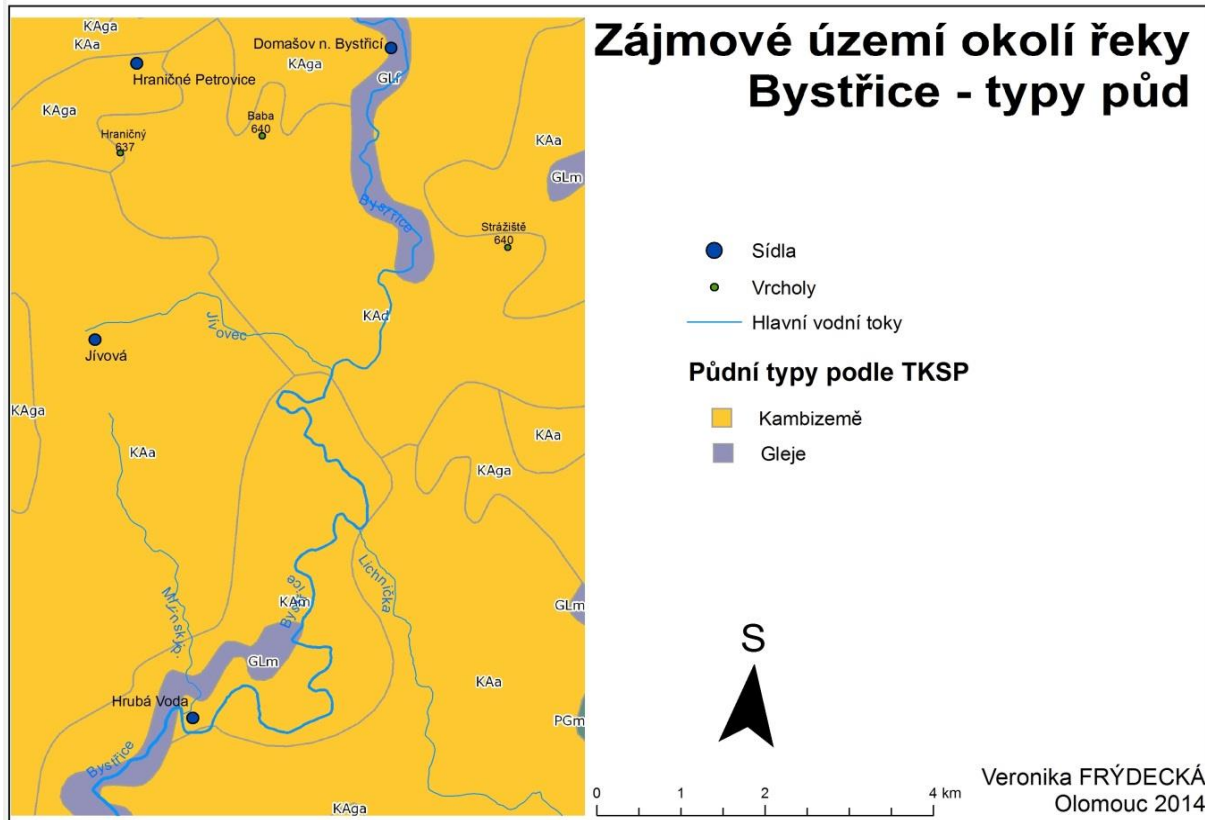 Zájmové území okolí řeky
Bystřice - typy půd
KAga
KAa
Domašov n. Bystřicí
KAga
Hraničné Petrovice
GLf
KAga
Baba
640
Hraničný
637
KAa
GLm
Bystřice
Strážiště
640
KAd
Jívovec
Jívová
KAga
KAa
KAa
KAga
Lichnička
Bystřice
KAm
Mlýnský p.
GLm
GLm
KAa
Hrubá Voda
PGm
Bystřice
KAga
Sídla
Vrcholy
Hlavní vodní toky
Půdní typy podle TKSP
Kambizemě
Gleje
S
0 1 2 4 km
Veronika FRÝDECKÁ
Olomouc 2014